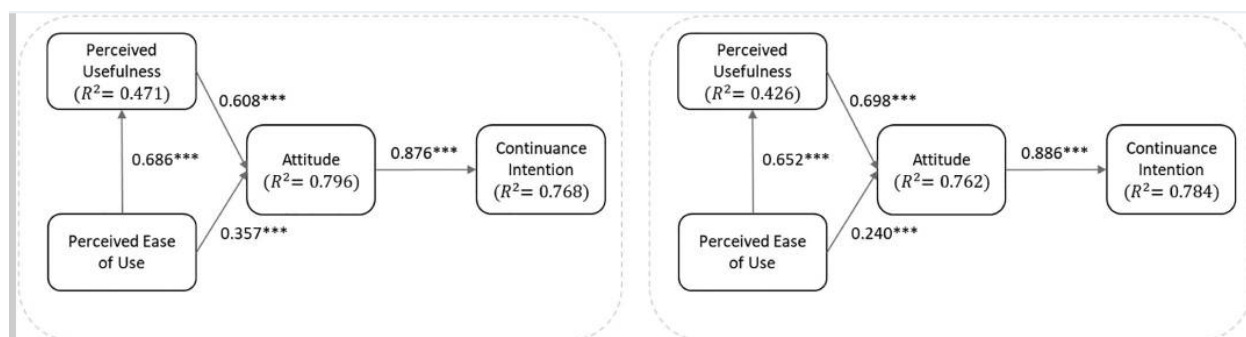 Perceived
Usefulness
(R²= 0.471)
0.608***
0.686***
Attitude
(R²= 0.796)
0.876***
Continuance
Intention
(R²= 0.768)
Perceived Ease
of Use
0.357***
Perceived
Usefulness
(R²= 0.426)
0.698***
0.652***
Attitude
(R²= 0.762)
0.886***
Continuance
Intention
(R²= 0.784)
Perceived Ease
of Use
0.240***